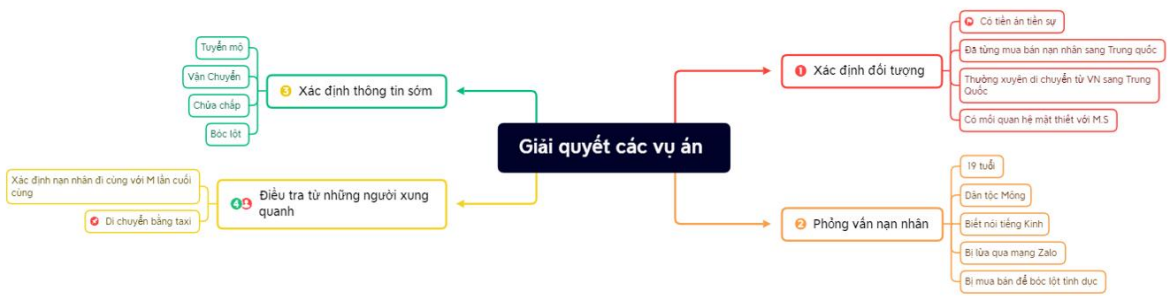 Giải quyết các vụ án
1 Xác định đối tượng
Có tiền án tiền sự
Đã từng mua bán nạn nhân sang Trung quốc
Thường xuyên di chuyển từ VN sang Trung
Quốc
Có mối quan hệ mật thiết với M.S
2 Phỏng vấn nạn nhân
19 tuổi
Dân tộc Mông
Biết nói tiếng Kinh
Bị lừa qua mạng Zalo
Bị mua bán để bóc lột tình dục
3 Xác định thông tin sớm
Tuyển mộ
Vận Chuyển
Chứa chấp
Bóc lột
4 Điều tra từ những người xung
quanh
Xác định nạn nhân đi cùng với M lần cuối
cùng
Di chuyển bằng taxi